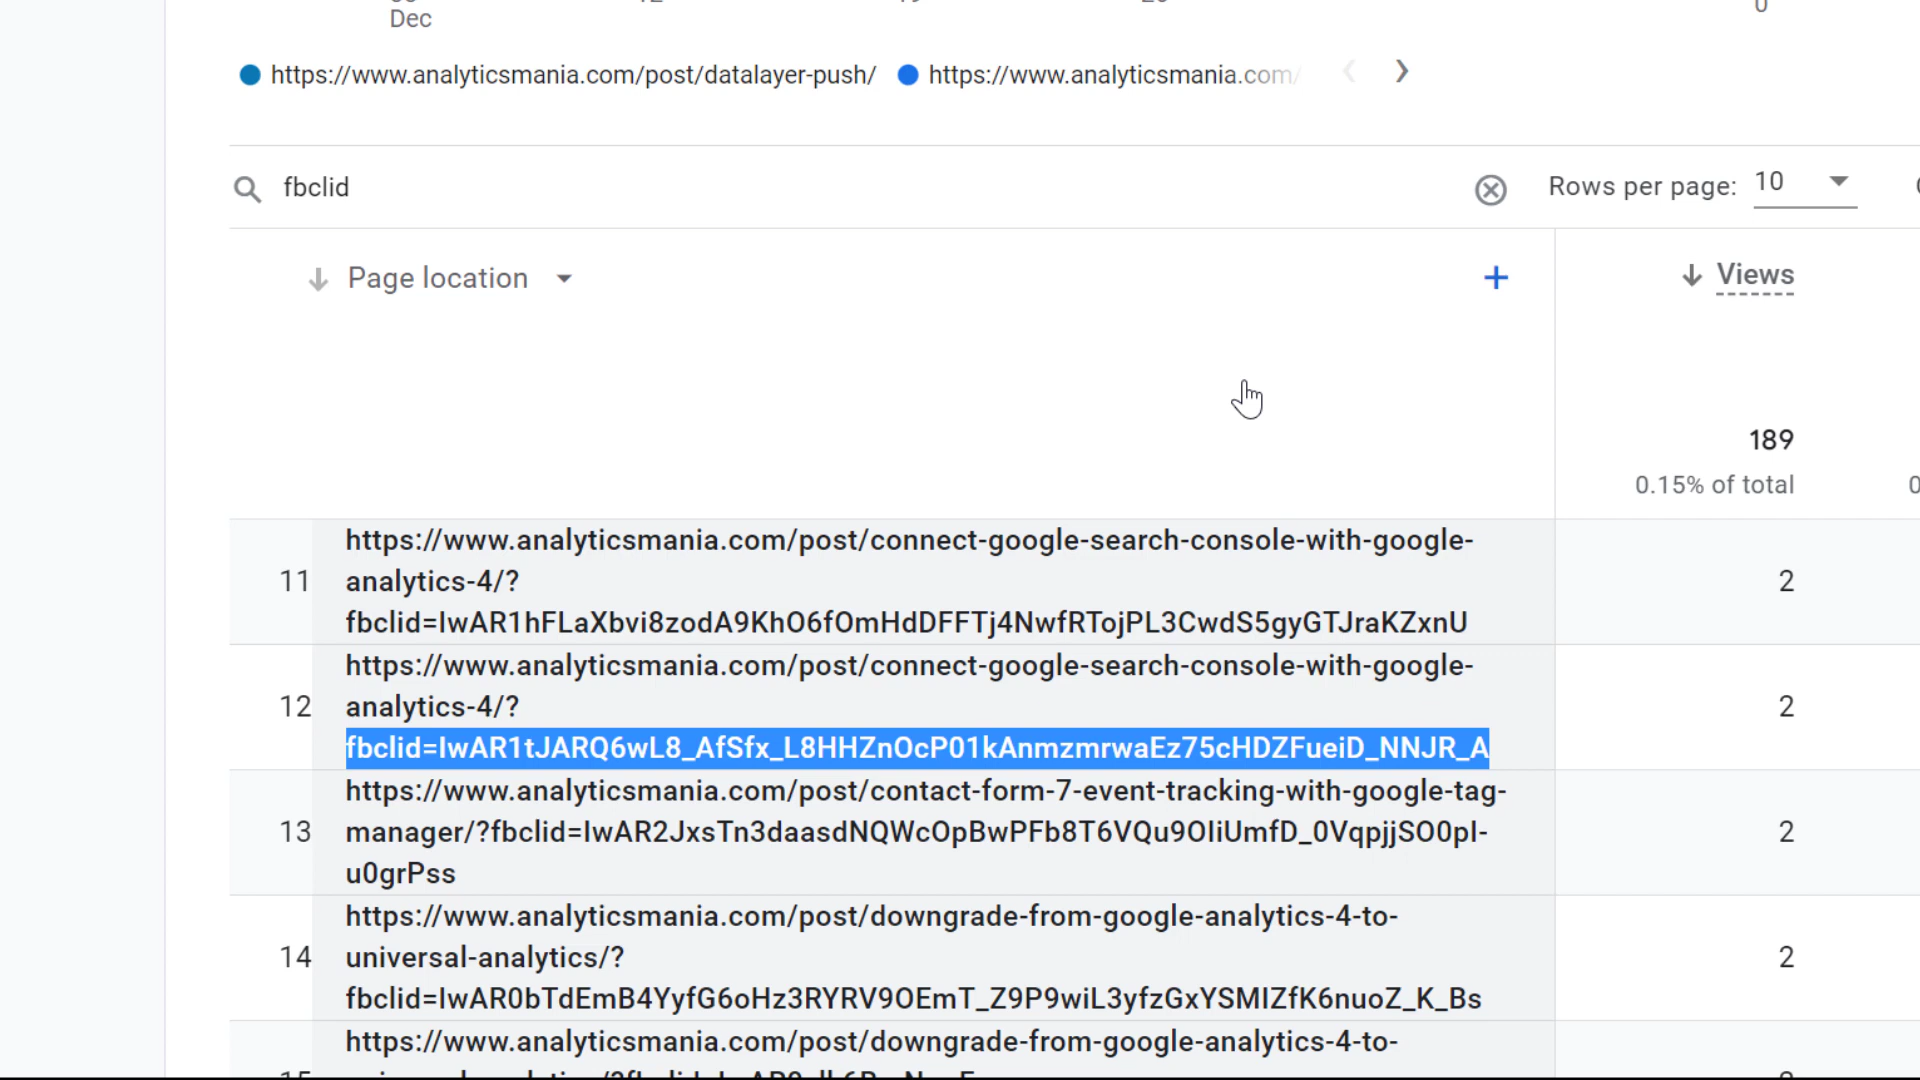 Dec
0
https://www.analyticsmania.com/post/datalayer-push/ https://www.analyticsmania.com/
fbclid Rows per page: 10
Page location Views
189
0.15% of total
https://www.analyticsmania.com/post/connect-google-search-console-with-google-
11 analytics-4/? 2
fbclid=IwAR1hFLaXbvi8zodA9KhO6fOmHdDFFTj4NwfRTojPL3CwdS5gyGTJraKZxnU
https://www.analyticsmania.com/post/connect-google-search-console-with-google-
12 analytics-4/? 2
fbclid=IwAR1tJARQ6wL8_AfSfx_L8HHZnOcP01kAnmzmrwaEz75cHDZFueiD_NNJR_A
https://www.analyticsmania.com/post/contact-form-7-event-tracking-with-google-tag-
13 manager/?fbclid=IwAR2JxsTn3daasdNQWcOpBwPFb8T6VQu9OIiUmfD_0VqpjjSO0pI- 2
u0grPss
https://www.analyticsmania.com/post/downgrade-from-google-analytics-4-to-
14 universal-analytics/? 2
fbclid=IwAR0bTdEmB4YyfG6oHz3RYRV9OEmT_Z9P9wiL3yfzGxYSMIZfK6nuoZ_K_Bs
https://www.analyticsmania.com/post/downgrade-from-google-analytics-4-to-